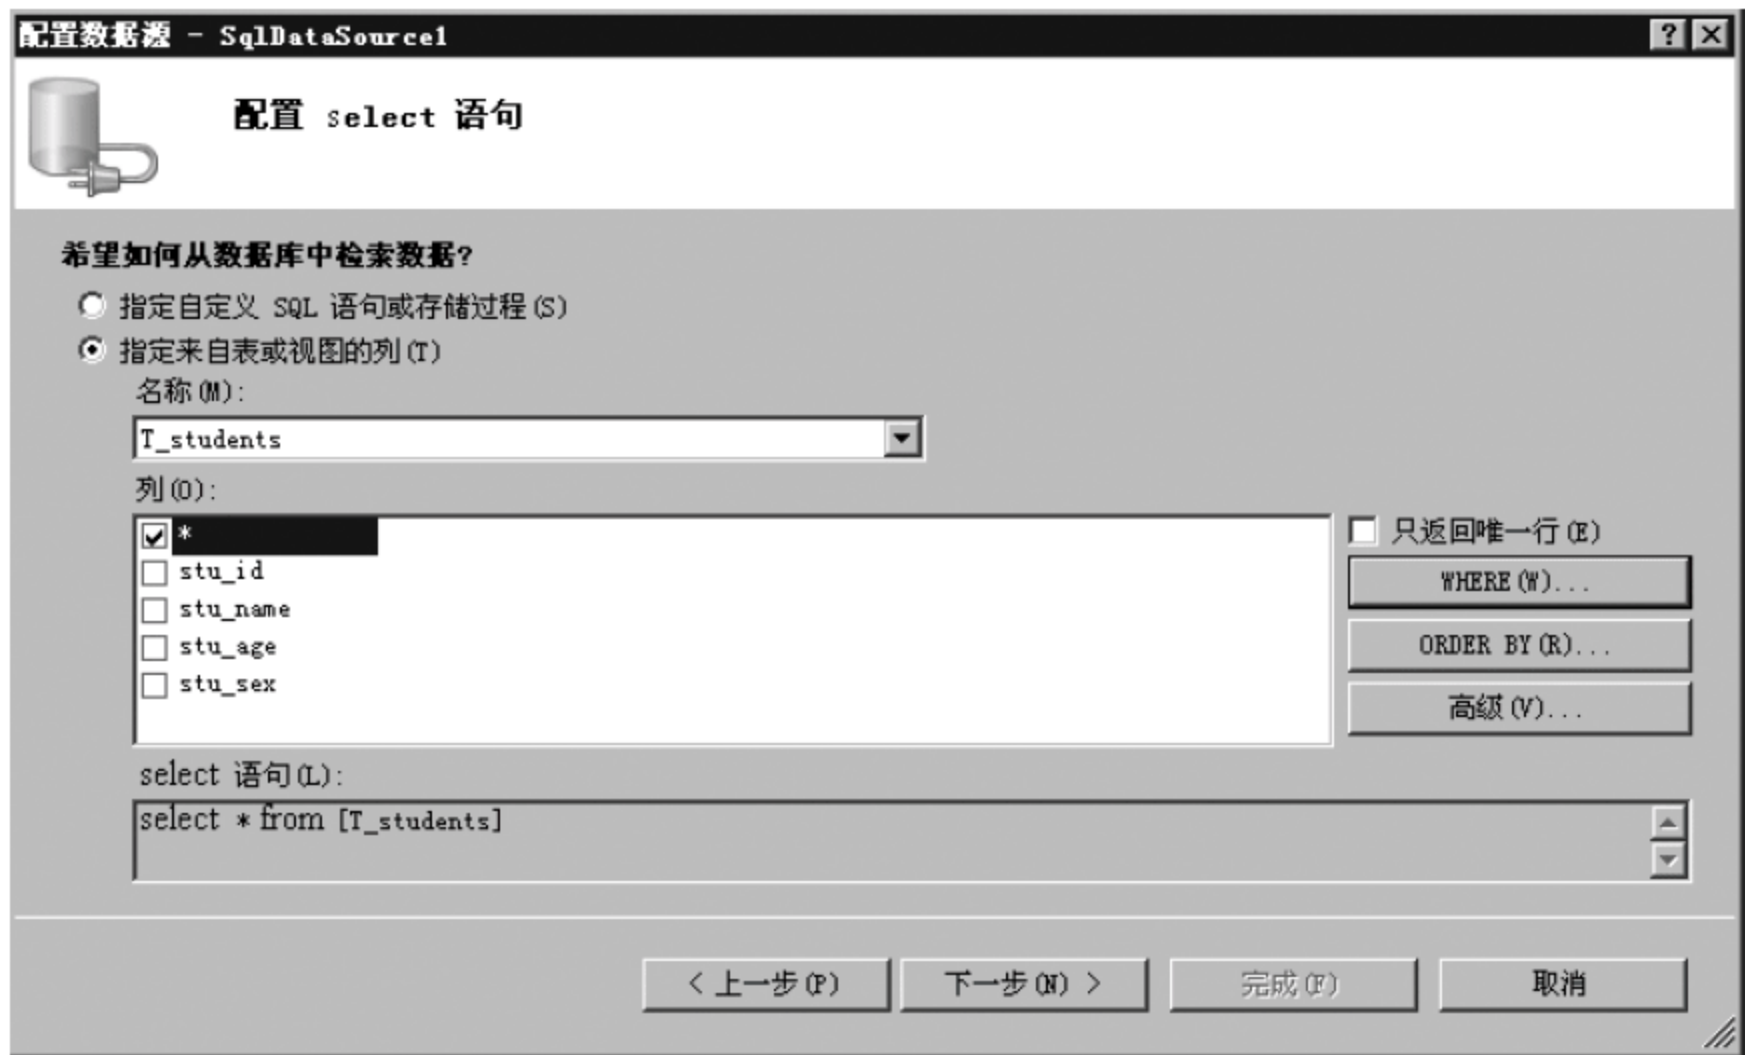 配置数据源 - SqlDataSource1
配置 select 语句
希望如何从数据库中检索数据?
指定自定义 SQL 语句或存储过程(S)
指定来自表或视图的列(T)
名称(M):
T_students
列(O):
*
只返回唯一行(E)
stu_id
WHERE(W)...
stu_name
stu_age
ORDER BY(R)...
stu_sex
高级(V)...
select 语句(L):
select * from [T_students]
< 上一步(P)
下一步(N) >
完成(F)
取消